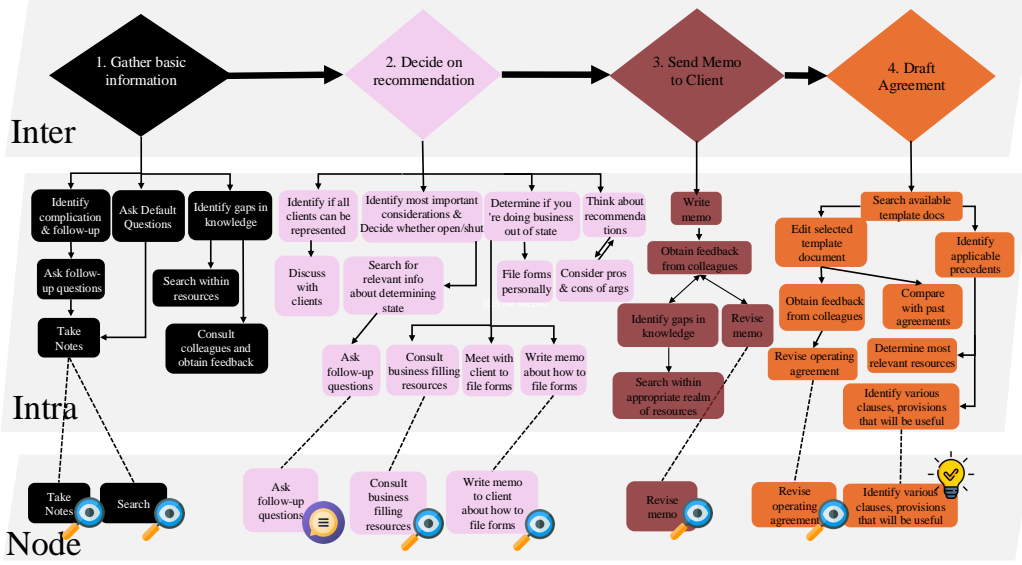 1. Gather basic
information
2. Decide on
recommendation
3. Send Memo
to Client
4. Draft
Agreement
Inter
Identify
complication
& follow-up
Ask Default
Questions
Identify gaps in
knowledge
Identify if all
clients can be
represented
Identify most important
considerations &
Decide whether open/shut
Determine if you
're doing business
out of state
Think about
recommenda
tions
Write
memo
Search available
template docs
Edit selected
template
document
Identify
applicable
precedents
Ask follow-
up questions
Search within
resources
Discuss
with
clients
Search for
relevant info
about determining
state
File forms
personally
Consider pros
& cons of args
Obtain feedback
from colleagues
Obtain feedback
from colleagues
Compare
with past
agreements
Take
Notes
Consult
colleagues and
obtain feedback
Ask
follow-up
questions
Consult
business filling
resources
Meet with
client to
file forms
Write memo
about how to
file forms
Identify gaps in
knowledge
Revise
memo
Revise operating
agreement
Determine most
relevant resources
Search within
appropriate realm
of resources
Identify various
clauses, provisions
that will be useful
Intra
Take
Notes
Search
Ask
follow-up
questions
Consult
business
filling
resources
Write memo
to client
about how to
file forms
Revise
memo
Revise
operating
agreement
Identify various
clauses, provisions
that will be useful
Node